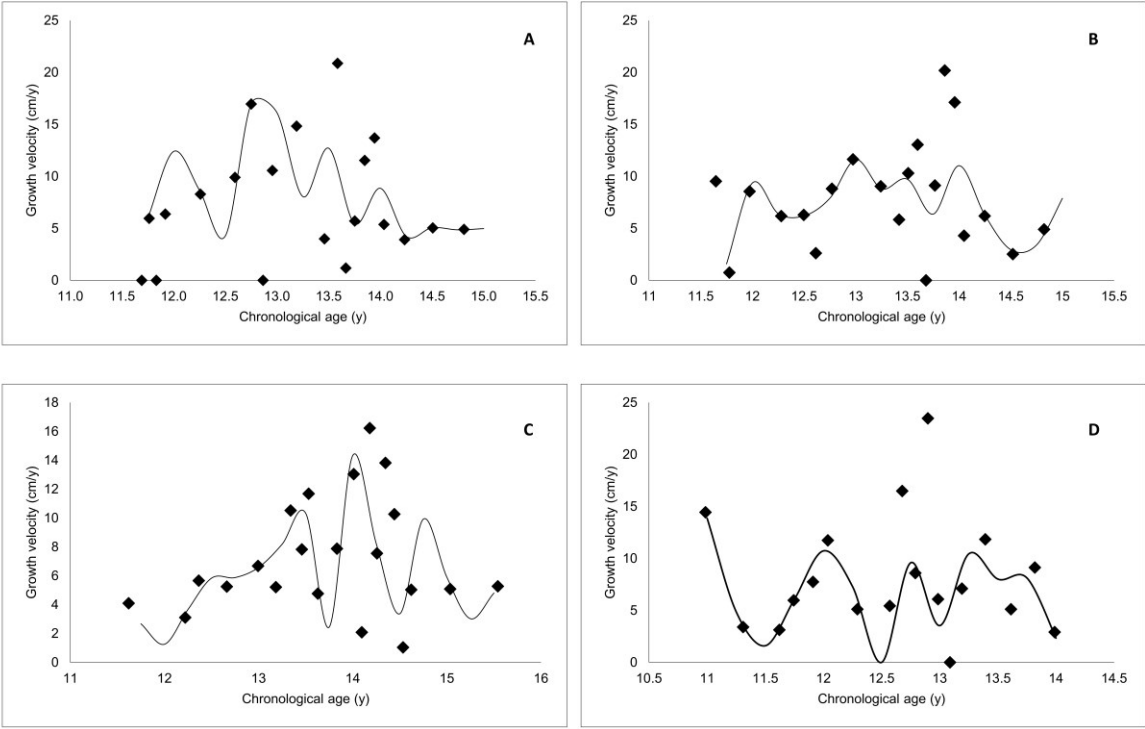 A
25
20
15
10
5
0
Growth velocity (cm/y)
11.0 11.5 12.0 12.5 13.0 13.5 14.0 14.5 15.0 15.5
Chronological age (y)
B
25
20
15
10
5
0
Growth velocity (cm/y)
11 11.5 12 12.5 13 13.5 14 14.5 15 15.5
Chronological age (y)
C
18
16
14
12
10
8
6
4
2
0
Growth velocity (cm/y)
11 12 13 14 15 16
Chronological age (y)
D
25
20
15
10
5
0
Growth velocity (cm/y)
10.5 11 11.5 12 12.5 13 13.5 14 14.5
Chronological age (y)